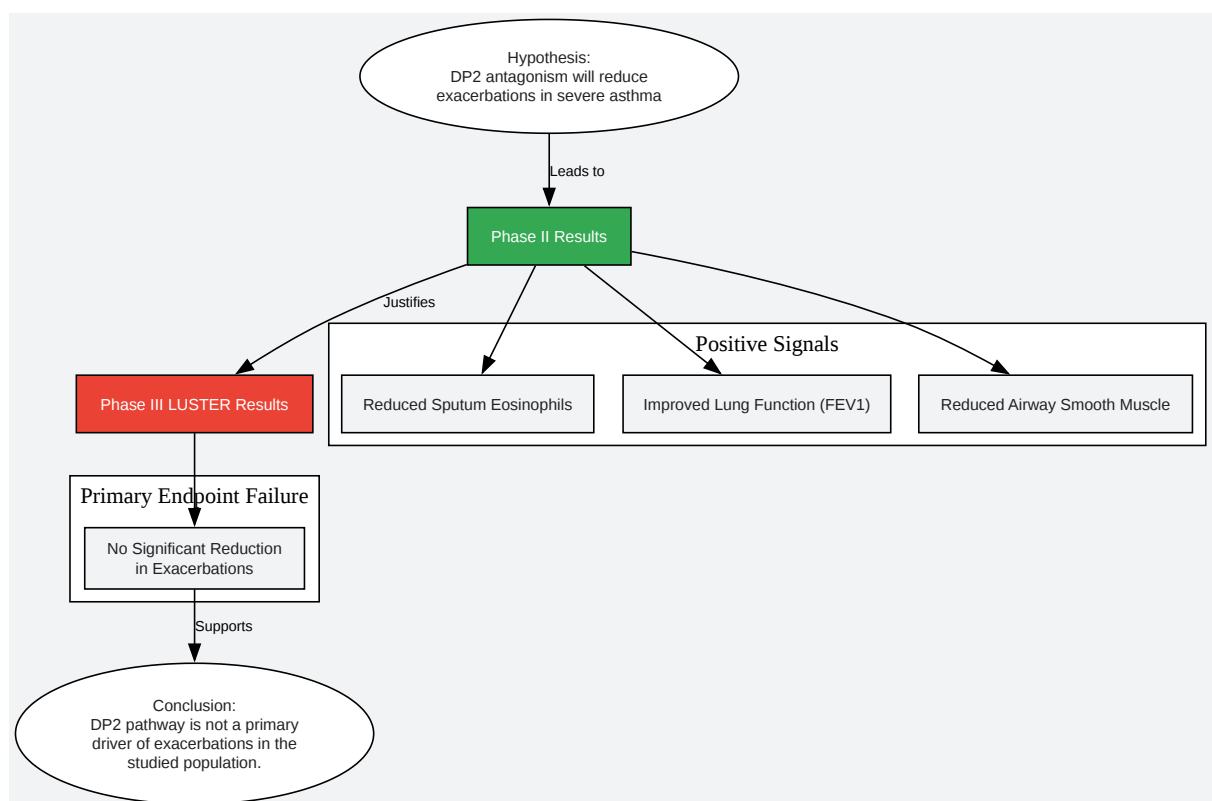 Hypothesis:
DP2 antagonism will reduce
exacerbations in severe asthma
Leads to
Phase II Results
Justifies
Positive Signals
Phase III LUSTER Results
Reduced Sputum Eosinophils
Improved Lung Function (FEV1)
Reduced Airway Smooth Muscle
Primary Endpoint Failure
No Significant Reduction
in Exacerbations
Supports
Conclusion:
DP2 pathway is not a primary
driver of exacerbations in the
studied population.